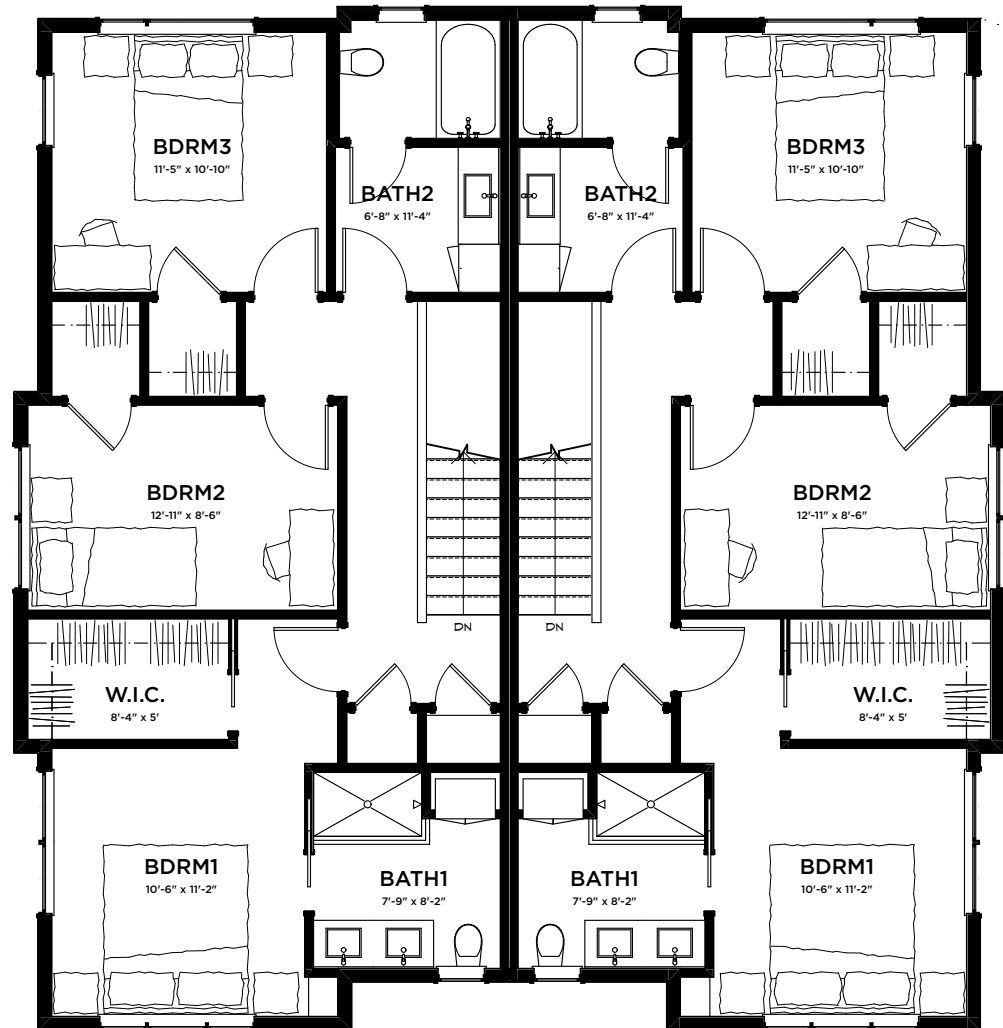 BDRM3
11'-5" x 10'-10"
BATH2
6'-8" x 11'-4"
BATH2
6'-8" x 11'-4"
BDRM3
11'-5" x 10'-10"
BDRM2
12'-11" x 8'-6"
BDRM2
12'-11" x 8'-6"
DN
DN
W.I.C.
8'-4" x 5'
W.I.C.
8'-4" x 5'
BDRM1
10'-6" x 11'-2"
BATH1
7'-9" x 8'-2"
BATH1
7'-9" x 8'-2"
BDRM1
10'-6" x 11'-2"